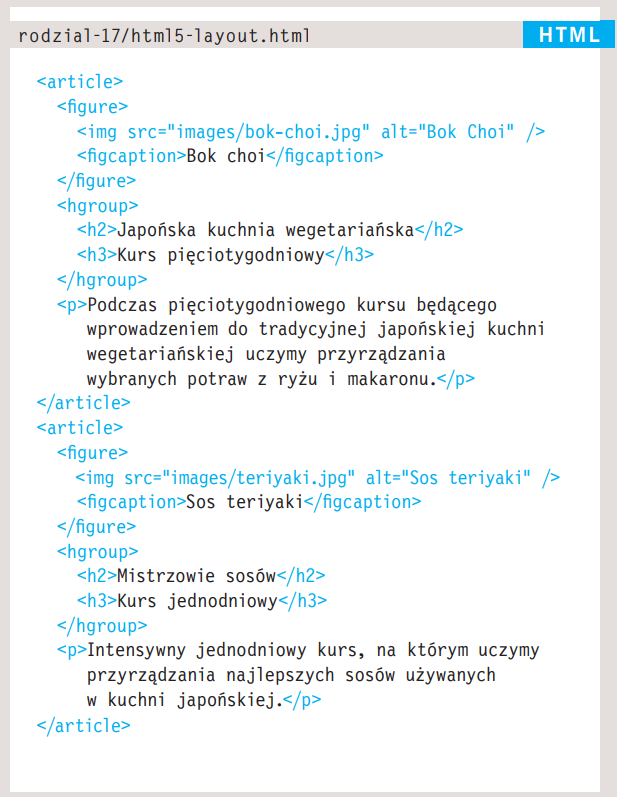 rodzial-17/html5-layout.html
HTML
<article>
<figure>
<img src="images/bok-choi.jpg" alt="Bok Choi" />
<figcaption>Bok choi</figcaption>
</figure>
<hgroup>
<h2>Japońska kuchnia wegetariańska</h2>
<h3>Kurs pięciotygodniowy</h3>
</hgroup>
<p>Podczas pięciotygodniowego kursu będącego
wprowadzeniem do tradycyjnej japońskiej kuchni
wegetariańskiej uczymy przyrządzania
wybranych potraw z ryżu i makaronu.</p>
</article>
<article>
<figure>
<img src="images/teriyaki.jpg" alt="Sos teriyaki" />
<figcaption>Sos teriyaki</figcaption>
</figure>
<hgroup>
<h2>Mistrzowie sosów</h2>
<h3>Kurs jednodniowy</h3>
</hgroup>
<p>Intensywny jednodniowy kurs, na którym uczymy
przyrządzania najlepszych sosów używanych
w kuchni japońskiej.</p>
</article>